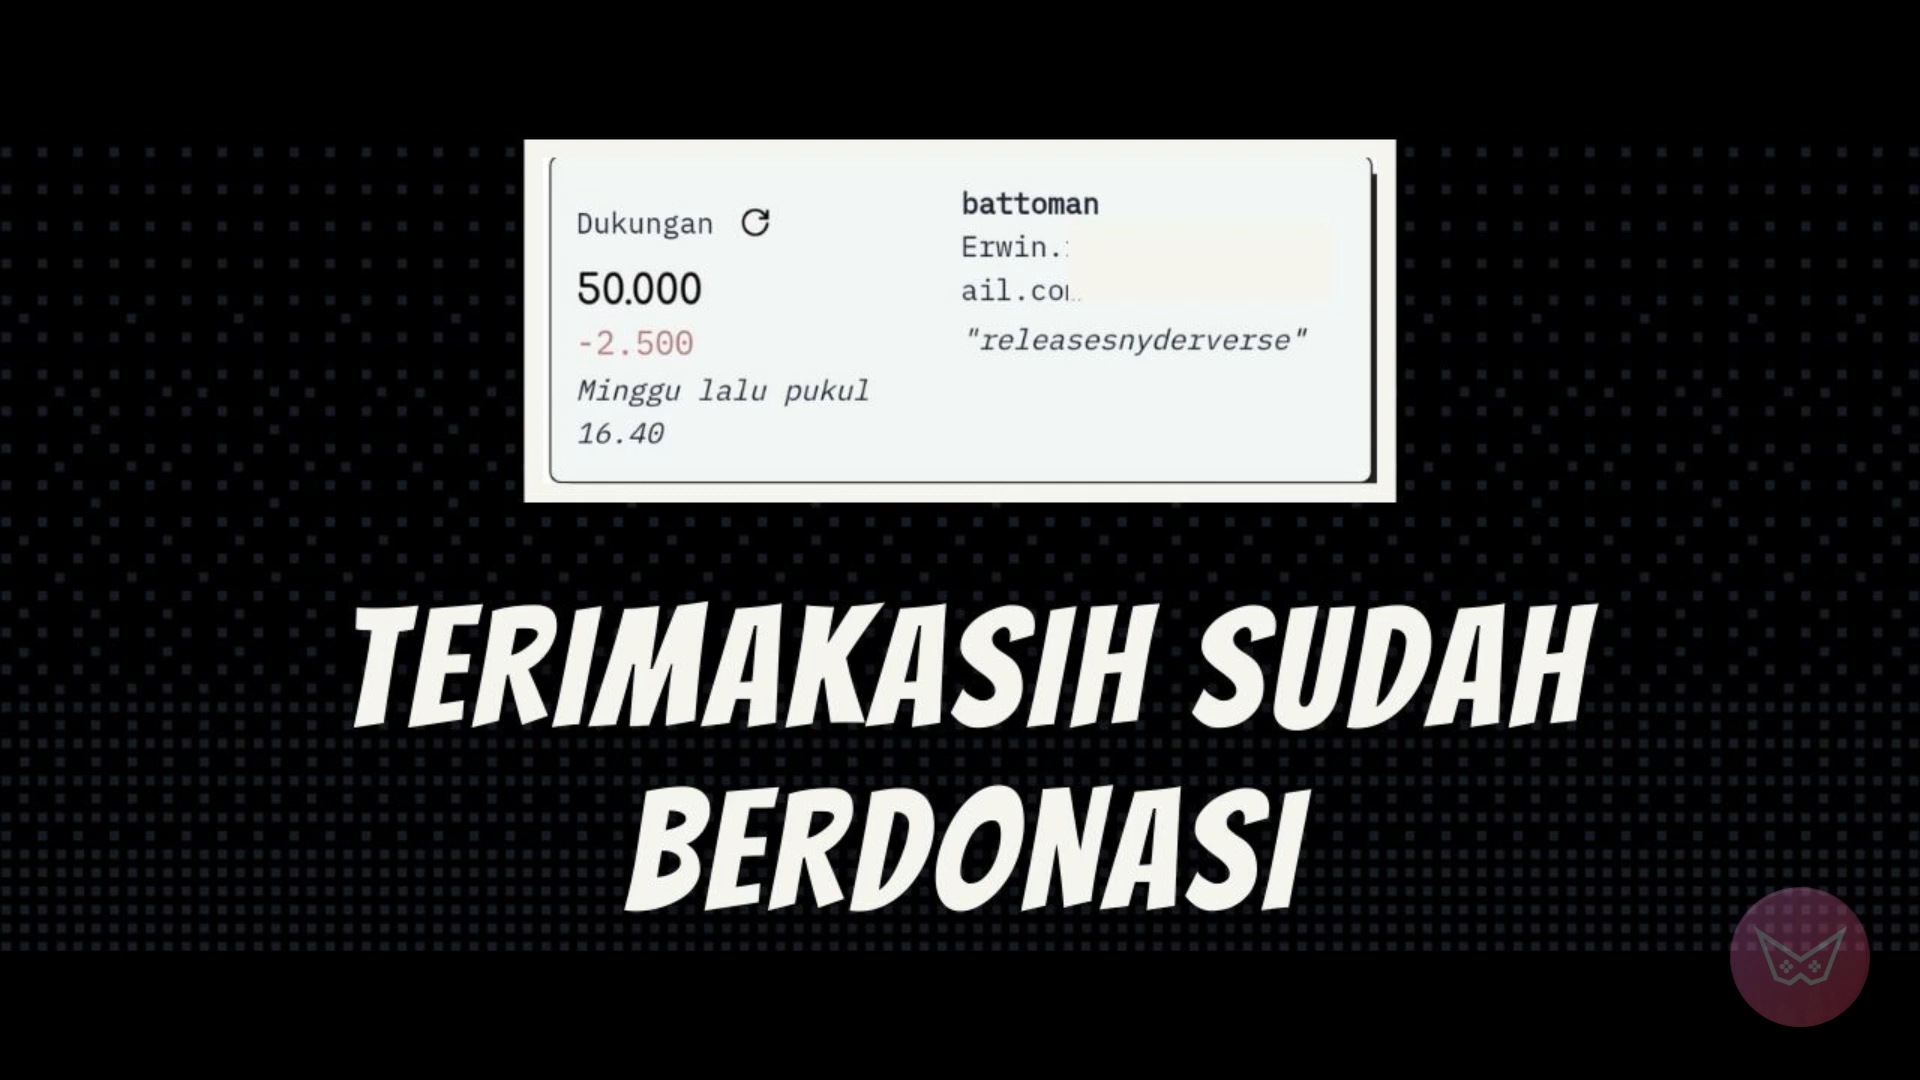 Dukungan
50.000
-2.500
Minggu lalu pukul
16.40
battoman
Erwin.
ail.co
"releasesnyderverse"
TERIMAKASIH SUDAH
BERDONASI